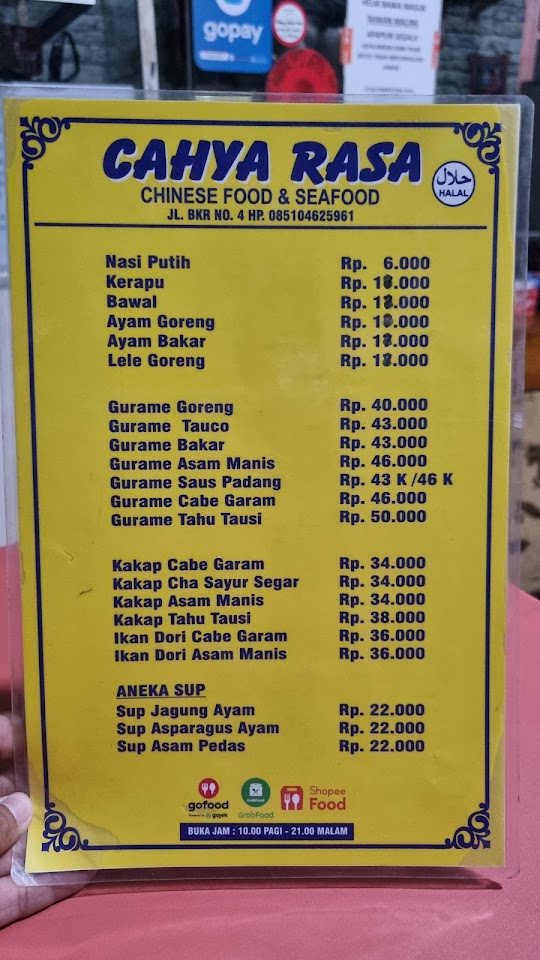 gopay
CAHYA RASA
CHINESE FOOD & SEAFOOD
JL. BKR NO. 4 HP. 085104625961
حلال
HALAL
Nasi Putih Rp. 6.000
Kerapu Rp.
Bawal Rp.
Ayam Goreng Rp.
Ayam Bakar Rp.
Lele Goreng Rp.
Gurame Goreng Rp. 40.000
Gurame Tauco Rp. 43.000
Gurame Bakar Rp. 43.000
Gurame Asam Manis Rp. 46.000
Gurame Saus Padang Rp. 43 K /46 K
Gurame Cabe Garam Rp. 46.000
Gurame Tahu Tausi Rp. 50.000
Kakap Cabe Garam Rp. 34.000
Kakap Cha Sayur Segar Rp. 34.000
Kakap Asam Manis Rp. 34.000
Kakap Tahu Tausi Rp. 38.000
Ikan Dori Cabe Garam Rp. 36.000
Ikan Dori Asam Manis Rp. 36.000
ANEKA SUP
Sup Jagung Ayam Rp. 22.000
Sup Asparagus Ayam Rp. 22.000
Sup Asam Pedas Rp. 22.000
gofood
gojek
GrabFood
Shopee
Food
BUKA JAM : 10.00 PAGI - 21.00 MALAM